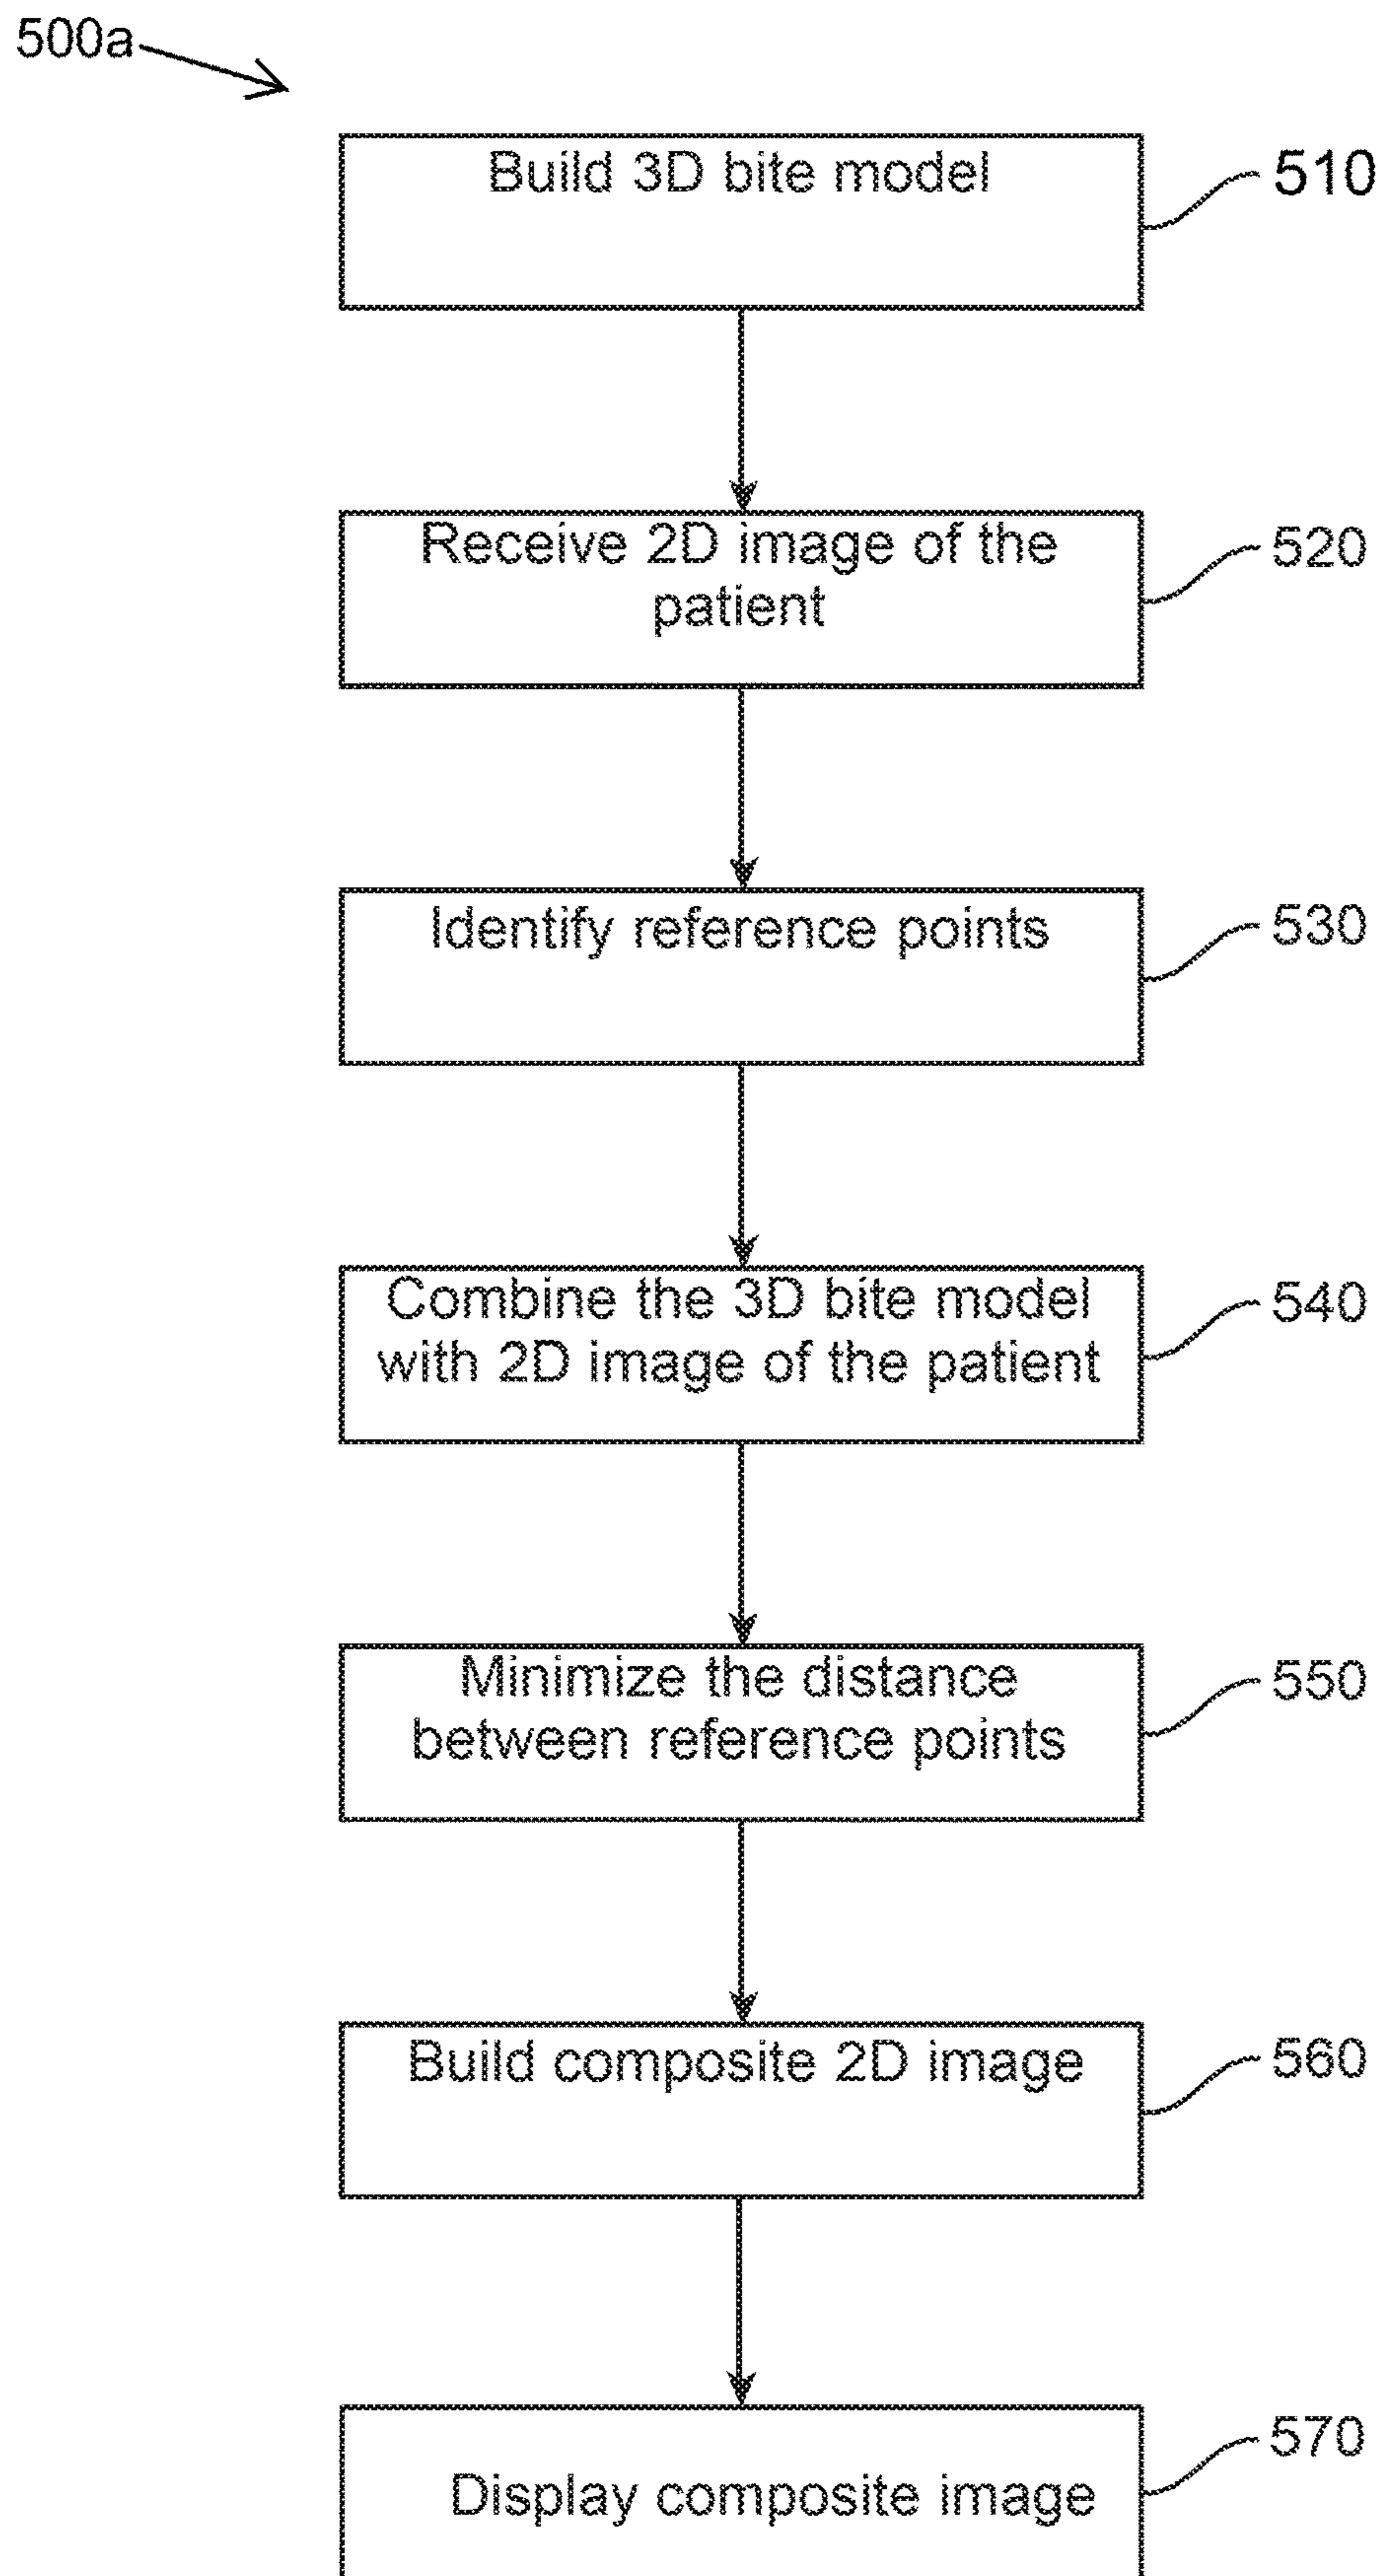 500a
Build 3D bite model
510
Receive 2D image of the
patient
520
Identify reference points
530
Combine the 3D bite model
with 2D image of the patient
540
Minimize the distance
between reference points
550
Build composite 2D image
560
Display composite image
570